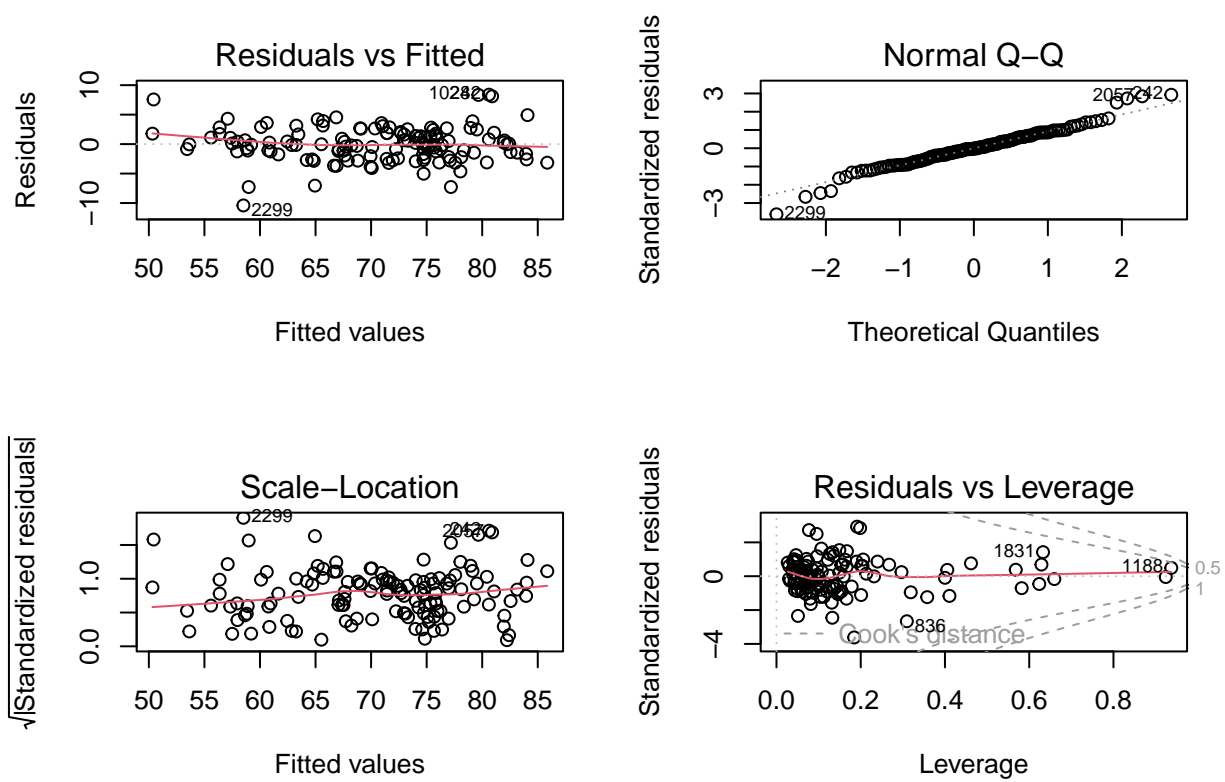 Residuals vs Fitted
Residuals
10
0
−10
2299
50 55 60 65 70 75 80 85
Fitted values
Normal Q−Q
Standardized residuals
3
0
−3
2057
242
2299
−2 −1 0 1 2
Theoretical Quantiles
Scale−Location
√|Standardized residuals|
1.0
0.0
2299
2057
50 55 60 65 70 75 80 85
Fitted values
Residuals vs Leverage
Standardized residuals
0
−4
1831
1188
836
Cook's distance
0.5
1
0.0 0.2 0.4 0.6 0.8
Leverage